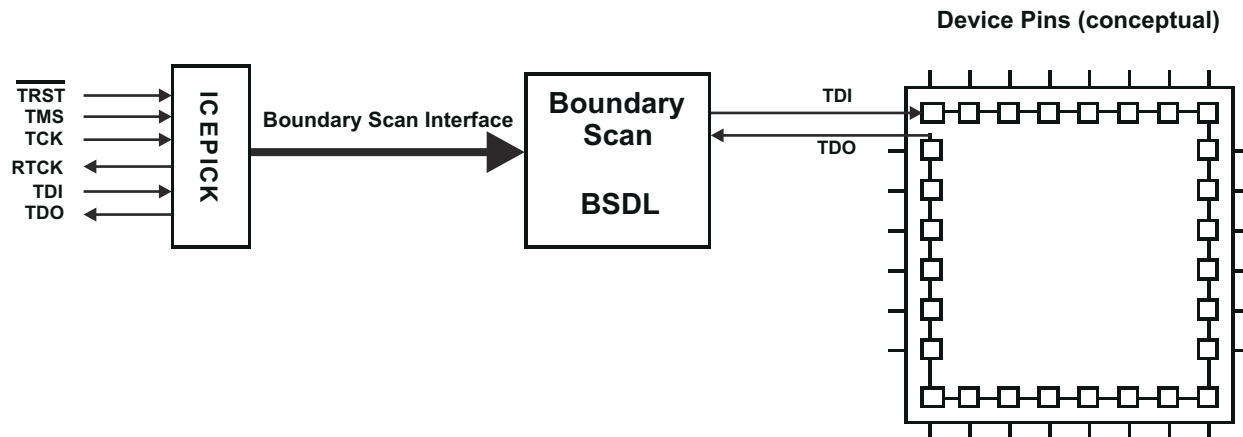 Device Pins (conceptual)
TRST
TMS
TCK
RTCK
TDI
TDO
ICEPICK
Boundary Scan Interface
Boundary
Scan
BSDL
TDI
TDO